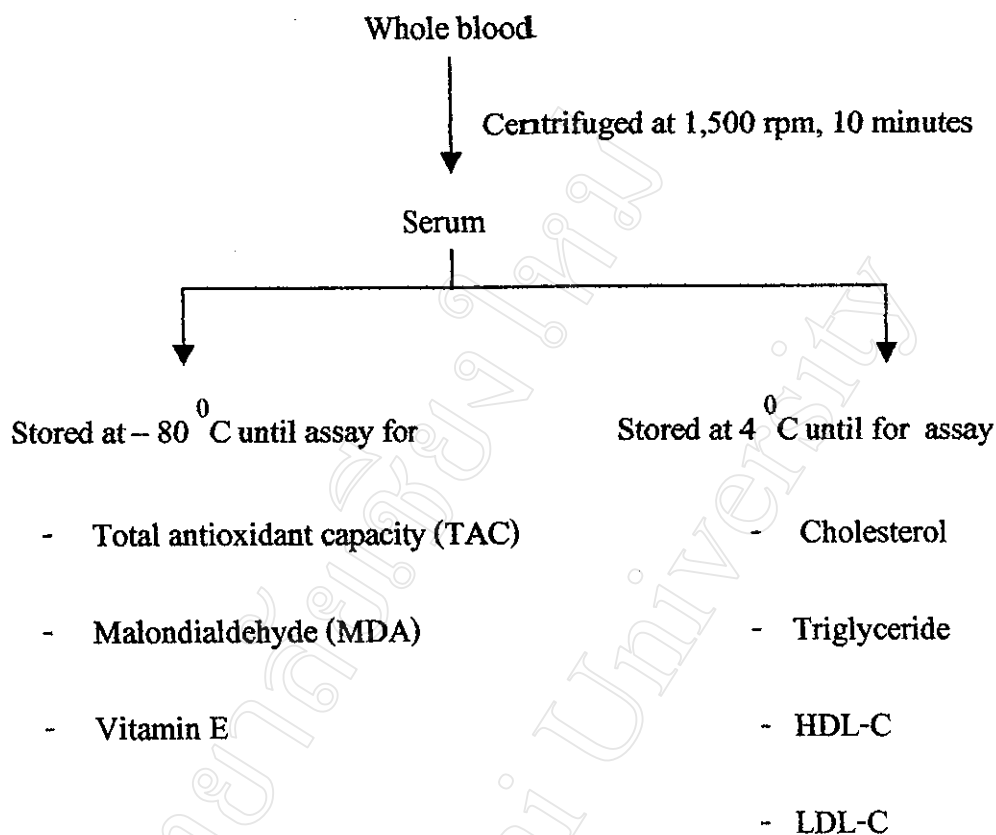 Whole blood
Centrifuged at 1,500 rpm, 10 minutes
Serum
Stored at – 80 ⁰C until assay for
- Total antioxidant capacity (TAC)
- Malondialdehyde (MDA)
- Vitamin E
Stored at 4 ⁰C until for assay
- Cholesterol
- Triglyceride
- HDL-C
- LDL-C
University